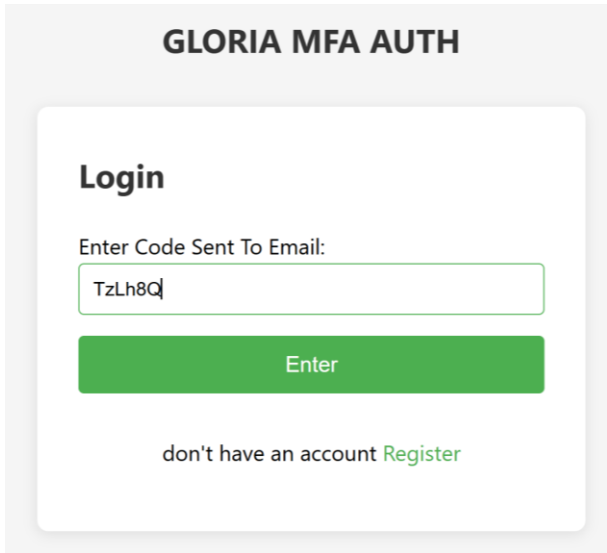 GLORIA MFA AUTH
Login
Enter Code Sent To Email:
TzLh8Q
Enter
don't have an account Register